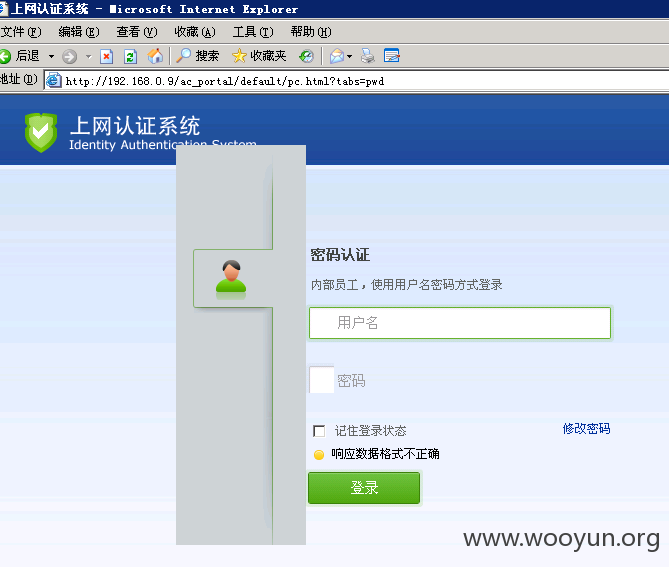 上网认证系统 - Microsoft Internet Explorer
文件(F) 编辑(E) 查看(V) 收藏(A) 工具(T) 帮助(H)
后退 搜索 收藏夹
地址(D) http://192.168.0.9/ac_portal/default/pc.html?tabs=pwd
上网认证系统
Identity Authentication System
密码认证
内部员工，使用用户名密码方式登录
用户名
密码
记住登录状态 修改密码
响应数据格式不正确
登录
www.wooyun.org